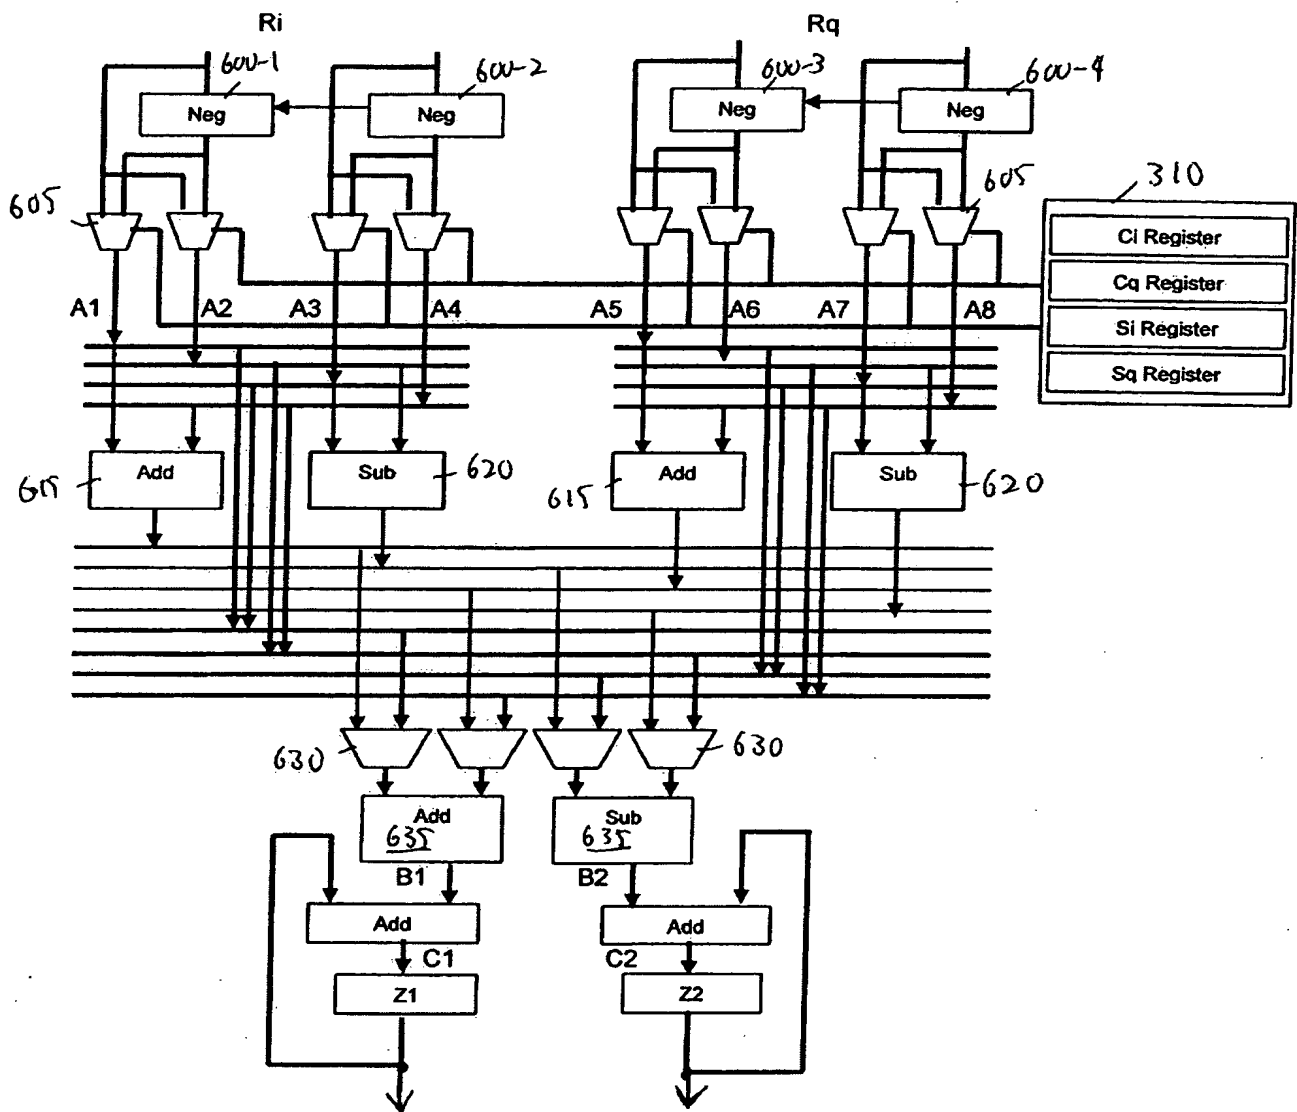 Ri Rq
600-1 600-2 600-3 600-4
Neg Neg Neg Neg
605 605 310
Ci Register
Cq Register
Si Register
Sq Register
A1 A2 A3 A4 A5 A6 A7 A8
Add Sub Add Sub
615 620 615 620
630 630
Add Sub
635 635
B1 B2
Add Add
C1 C2
Z1 Z2